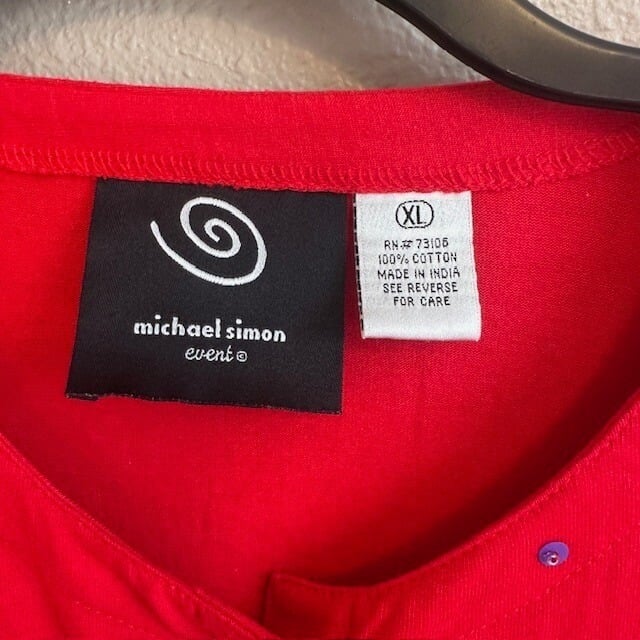 michael simon
event ©
XL
RN# 73106
100% COTTON
MADE IN INDIA
SEE REVERSE
FOR CARE